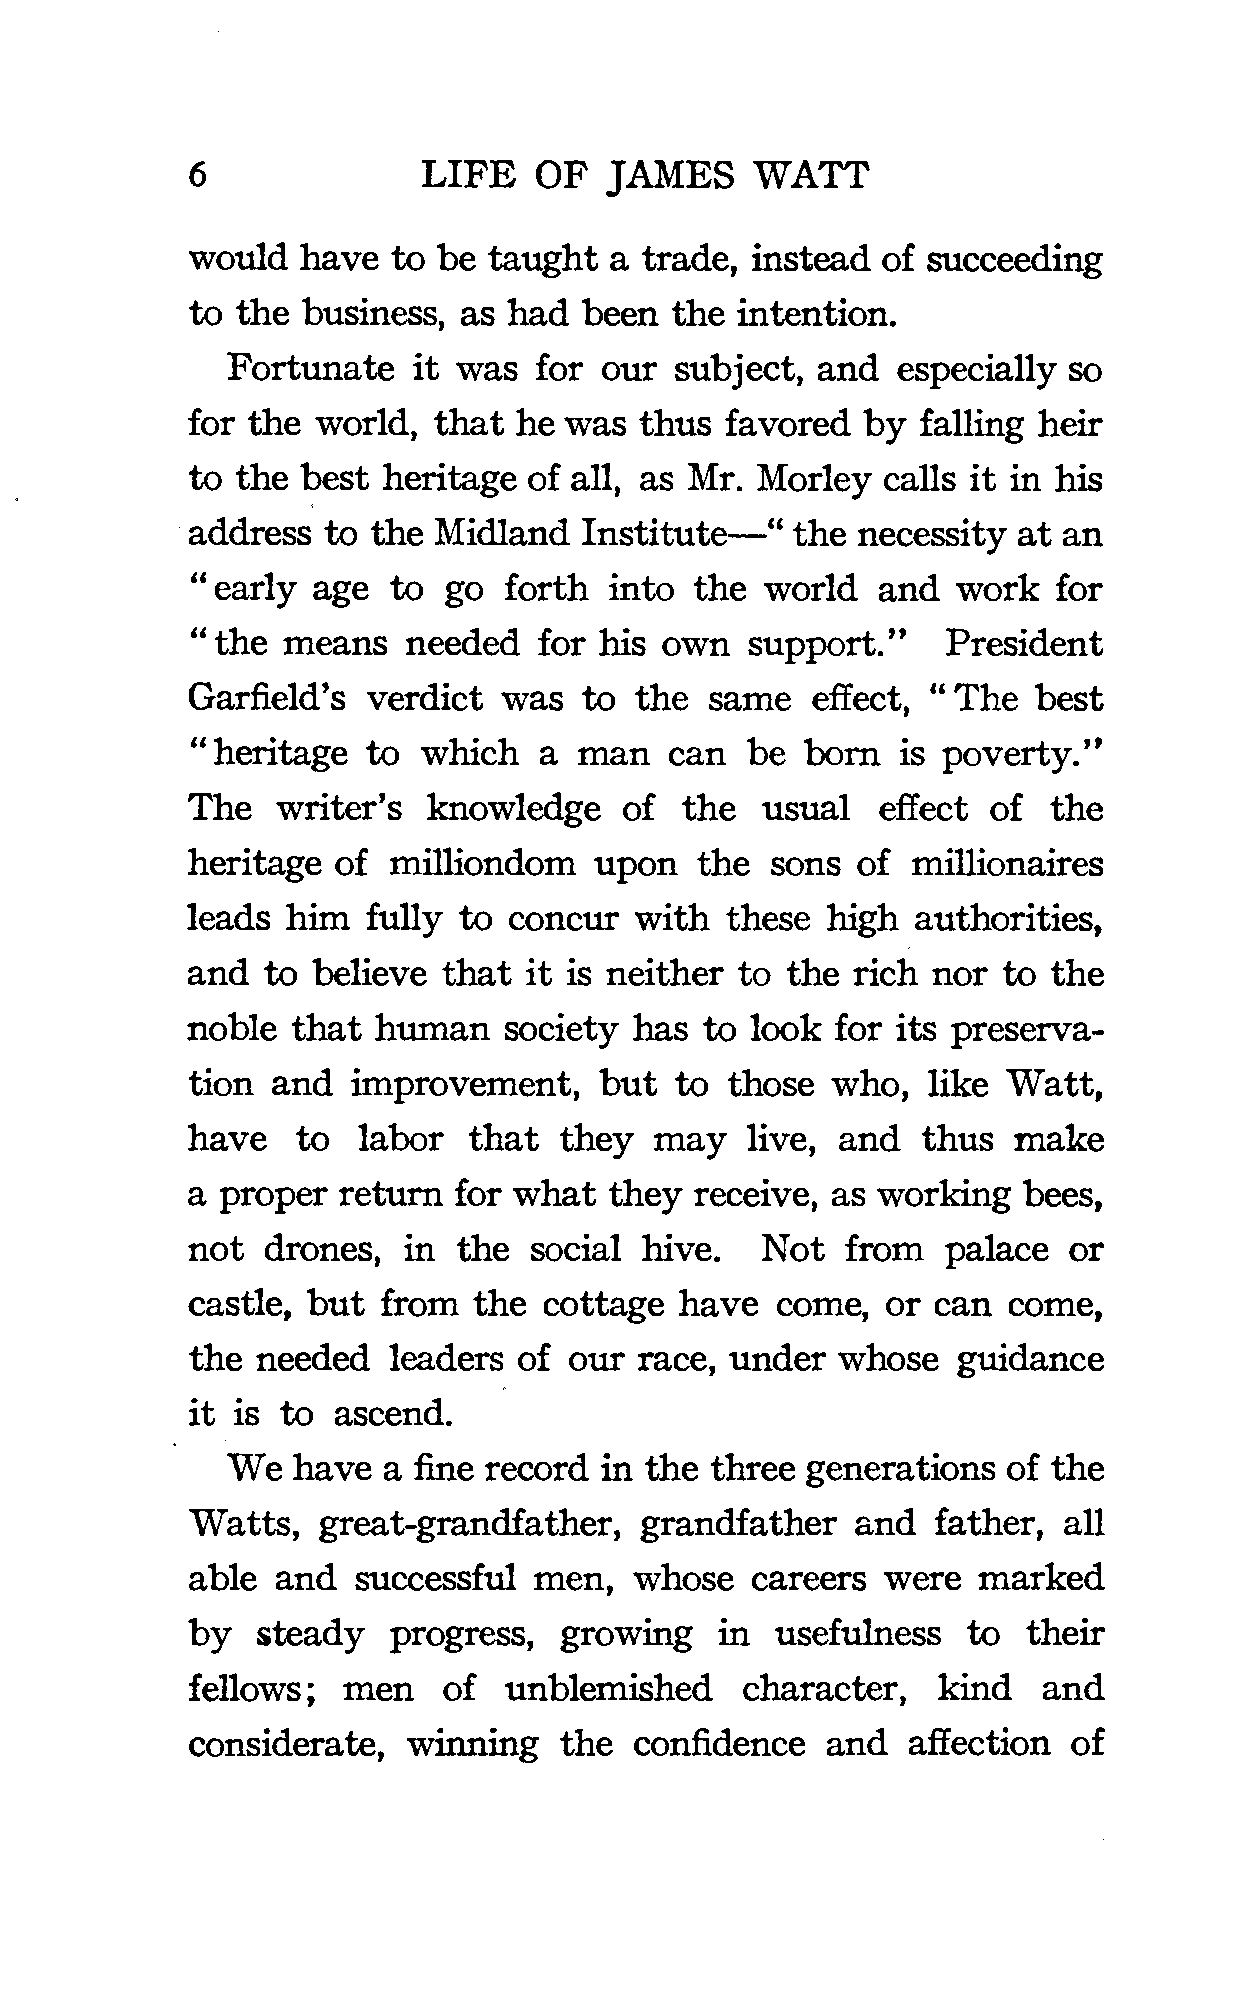 6 LIFE OF JAMES WATT
would have to be taught a trade, instead of succeeding
to the business, as had been the intention.
Fortunate it was for our subject, and especially so
for the world, that he was thus favored by falling heir
to the best heritage of all, as Mr. Morley calls it in his
address to the Midland Institute—“ the necessity at an
“ early age to go forth into the world and work for
“ the means needed for his own support.” President
Garfield’s verdict was to the same effect, “ The best
“ heritage to which a man can be born is poverty.”
The writer’s knowledge of the usual effect of the
heritage of milliondom upon the sons of millionaires
leads him fully to concur with these high authorities,
and to believe that it is neither to the rich nor to the
noble that human society has to look for its preserva-
tion and improvement, but to those who, like Watt,
have to labor that they may live, and thus make
a proper return for what they receive, as working bees,
not drones, in the social hive. Not from palace or
castle, but from the cottage have come, or can come,
the needed leaders of our race, under whose guidance
it is to ascend.
We have a fine record in the three generations of the
Watts, great-grandfather, grandfather and father, all
able and successful men, whose careers were marked
by steady progress, growing in usefulness to their
fellows; men of unblemished character, kind and
considerate, winning the confidence and affection of